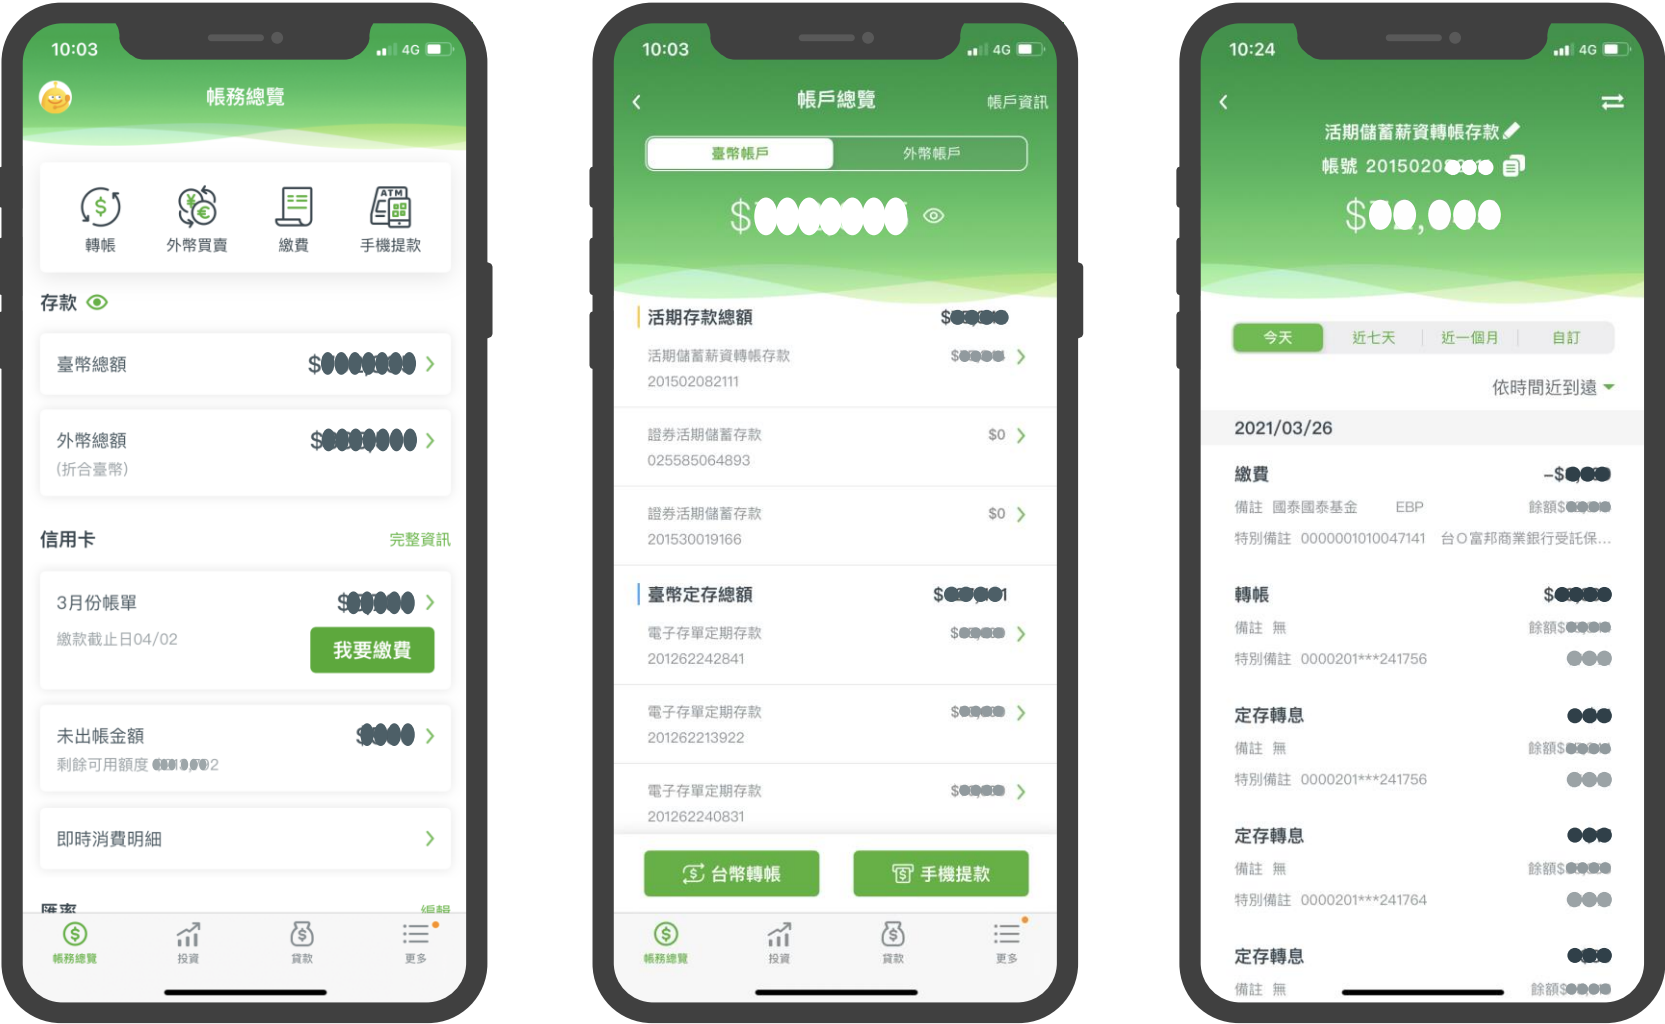 10:03
4G
帳務總覽
轉帳
外幣買賣
繳費
ATM
手機提款
存款
臺幣總額
$
外幣總額
$
(折合臺幣)
信用卡
完整資訊
3月份帳單
$
繳款截止日04/02
我要繳費
未出帳金額
剩餘可用額度
即時消費明細
匯率
編輯
帳務總覽
投資
貸款
更多
10:03
4G
帳戶總覽
帳戶資訊
臺幣帳戶
外幣帳戶
$
活期存款總額
$
活期儲蓄薪資轉帳存款
$
201502082111
證券活期儲蓄存款
$0
025585064893
證券活期儲蓄存款
$0
201530019166
臺幣定存總額
$
電子存單定期存款
$
201262242841
電子存單定期存款
$
201262213922
電子存單定期存款
$
201262240831
台幣轉帳
手機提款
帳務總覽
投資
貸款
更多
10:24
4G
活期儲蓄薪資轉帳存款
帳號 2015020
$
今天
近七天
近一個月
自訂
依時間近到遠
2021/03/26
繳費
-$
備註 國泰國泰基金 EBP
餘額$
特別備註 0000001010047141 台O富邦商業銀行受託保...
轉帳
$
備註 無
餘額$
特別備註 0000201***241756
定存轉息
備註 無
餘額$
特別備註 0000201***241756
定存轉息
備註 無
餘額$
特別備註 0000201***241764
定存轉息
備註 無
餘額$